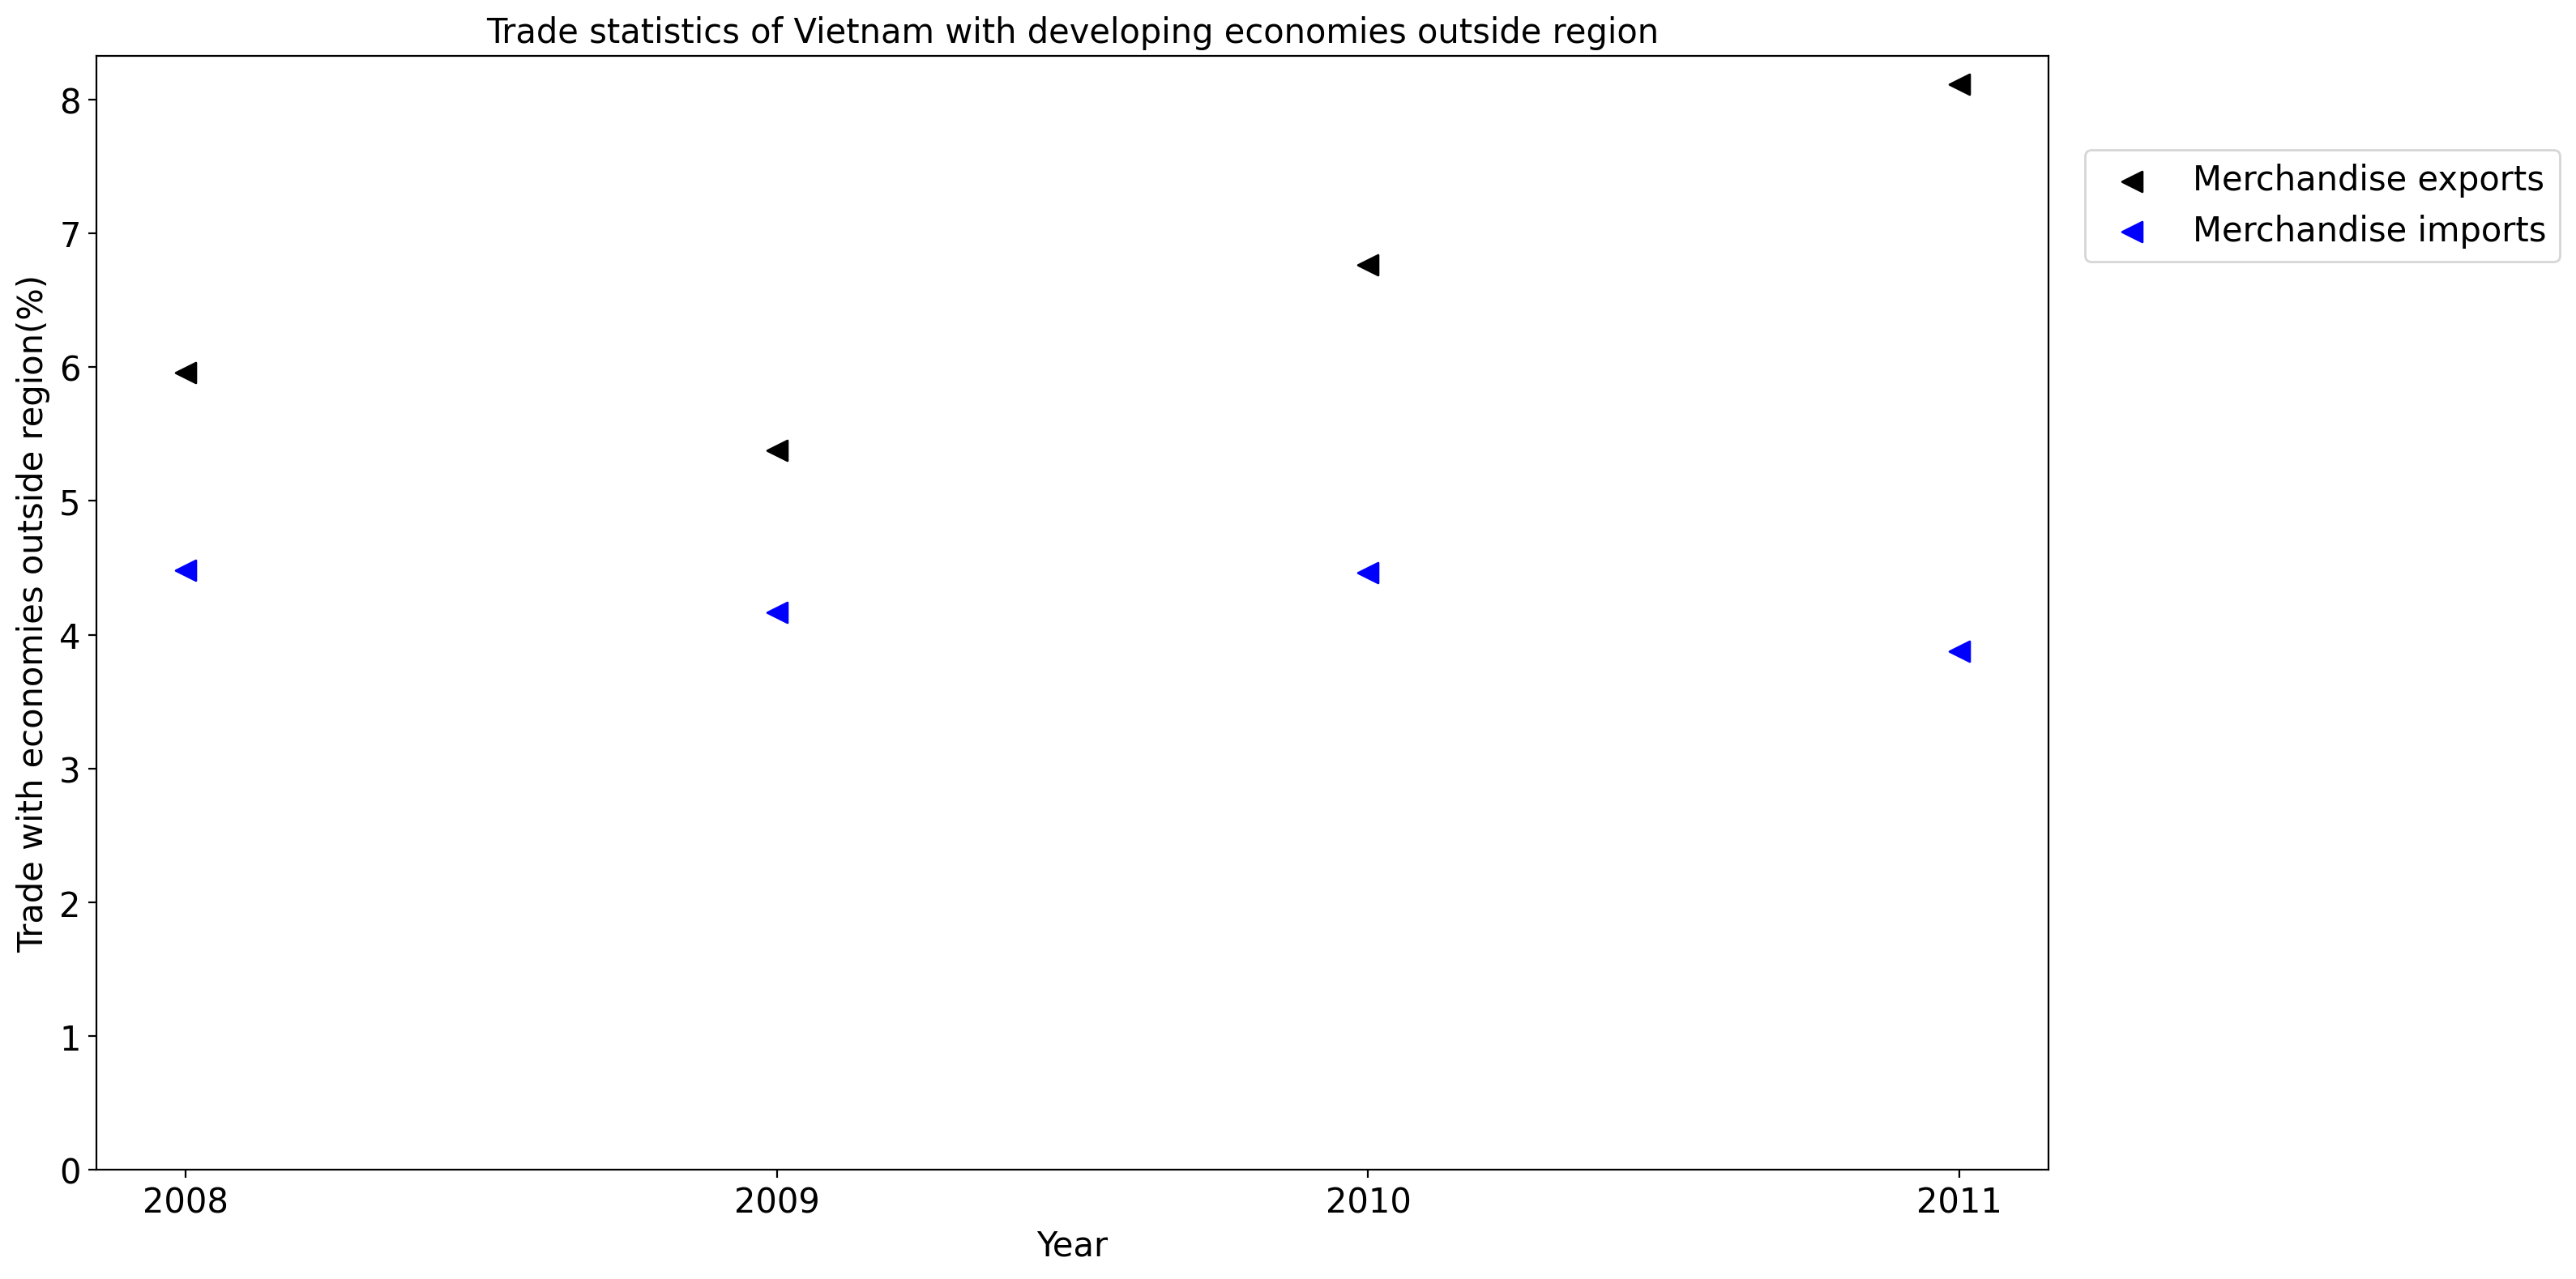 Trade statistics of Vietnam with developing economies outside region
Trade with economies outside region(%)
8
7
6
5
4
3
2
1
0
2008 2009 2010 2011
Year
Merchandise exports
Merchandise imports